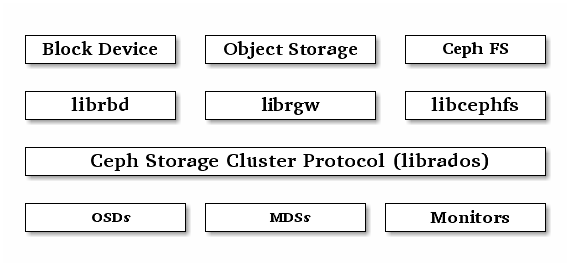 Block Device
Object Storage
Ceph FS
librbd
librgw
libcephfs
Ceph Storage Cluster Protocol (librados)
OSDs
MDSs
Monitors